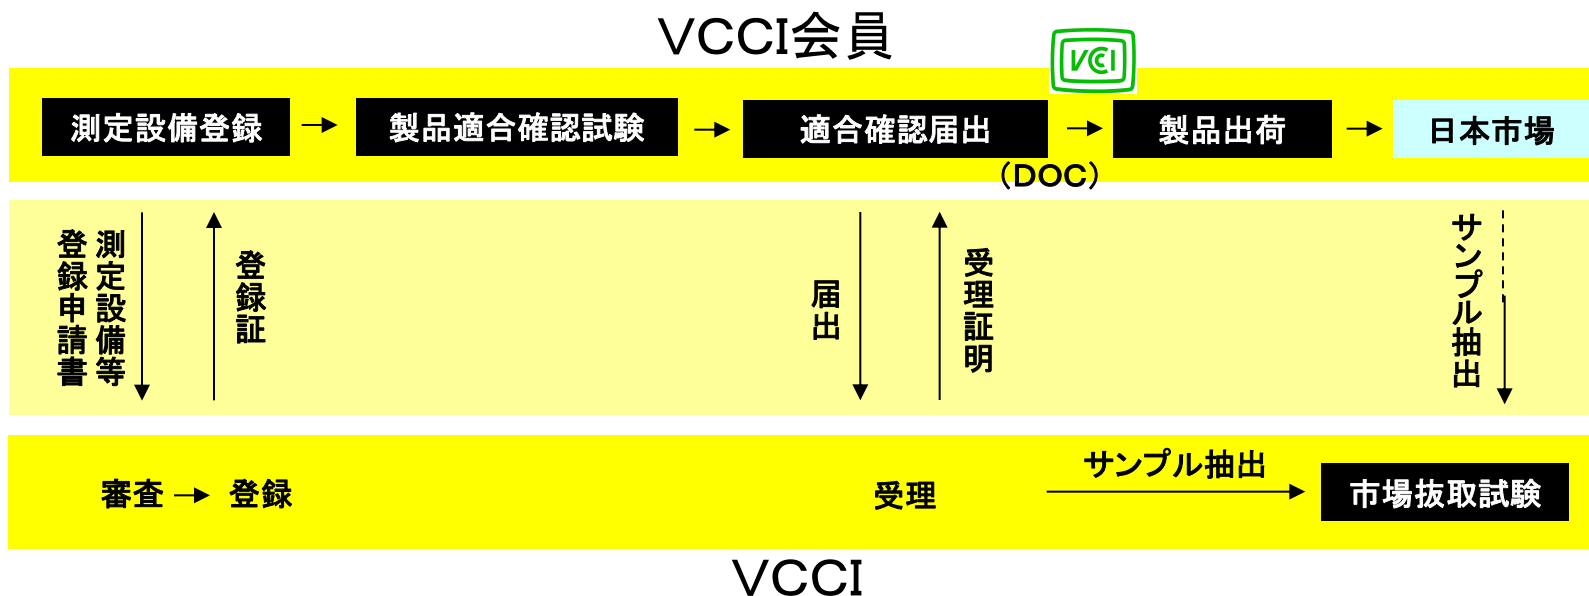 VCCI会員
VCCI
測定設備登録
製品適合確認試験
適合確認届出
製品出荷
日本市場
（DOC）
測定設備等
登録申請書
登録証
届出
受理証明
サンプル抽出
審査
登録
受理
サンプル抽出
市場抜取試験
VCCI